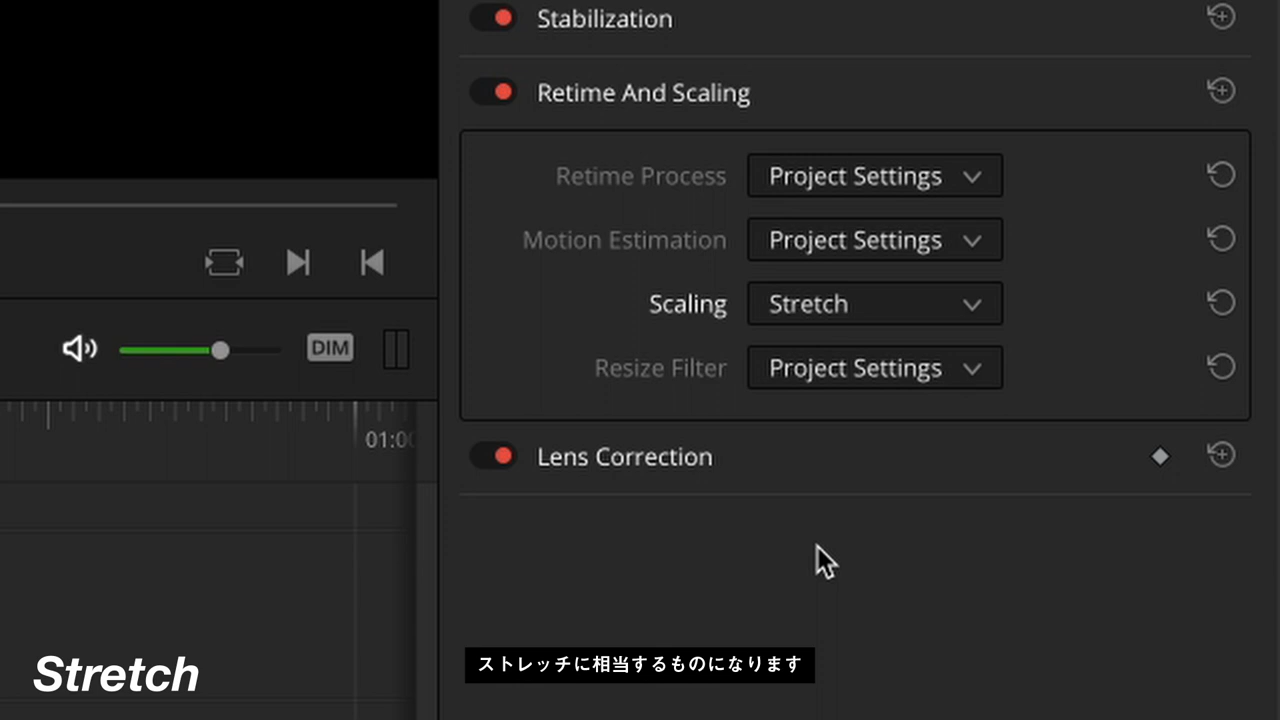 Stabilization
Retime And Scaling
Retime Process Project Settings
Motion Estimation Project Settings
Scaling Stretch
Resize Filter Project Settings
DIM
01:00
Lens Correction
Stretch
ストレッチに相当するものになります